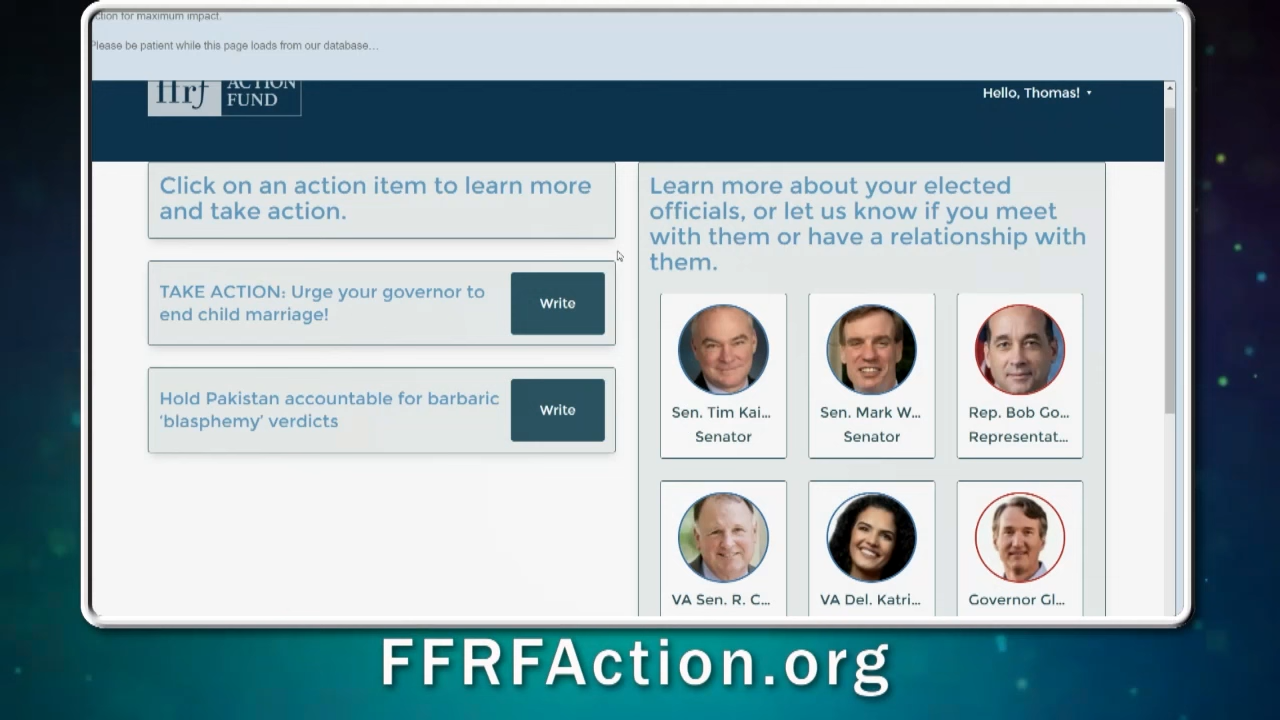 ction for maximum impact.
Please be patient while this page loads from our database...
ffrf ACTION
FUND
Hello, Thomas!
Click on an action item to learn more
and take action.
TAKE ACTION: Urge your governor to
end child marriage!
Write
Hold Pakistan accountable for barbaric
'blasphemy' verdicts
Write
Learn more about your elected
officials, or let us know if you meet
with them or have a relationship with
them.
Sen. Tim Kai...
Senator
Sen. Mark W...
Senator
Rep. Bob Go...
Representat...
VA Sen. R. C...
VA Del. Katri...
Governor Gl...
FFRFAction.org